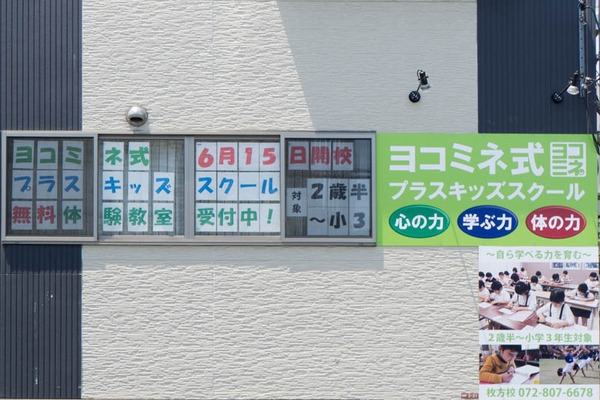 ヨコミネ式 6月15日開校
プラスキッズスクール
無料体験教室受付中!
対象
2歳半
～小3
ヨコミネ式
ヨコミネ
プラスキッズスクール
心の力 学ぶ力 体の力
～自ら学べる力を育む～
2歳半～小学3年生対象
枚方校 072-807-6678